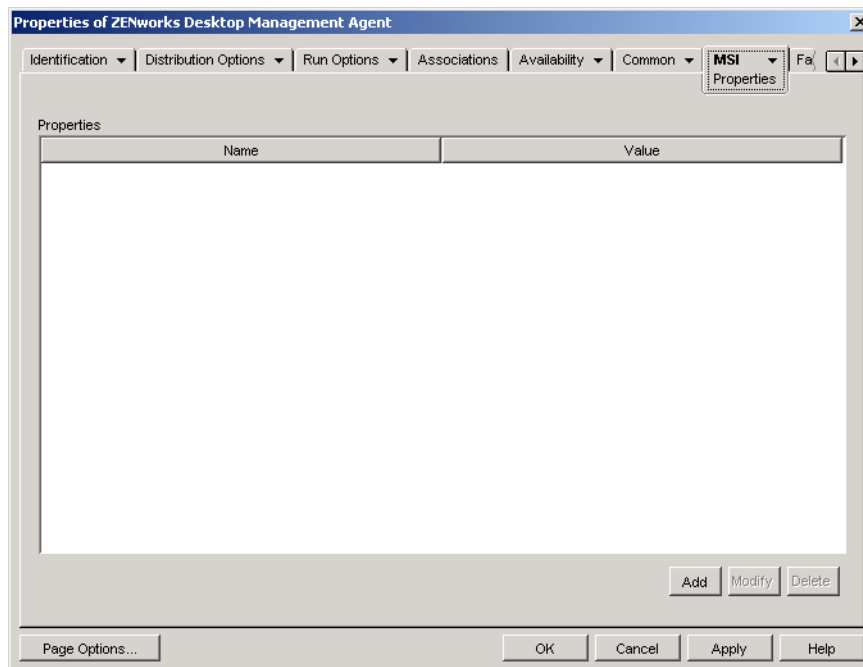 Properties of ZENworks Desktop Management Agent
Identification Distribution Options Run Options Associations Availability Common MSI
Properties
Properties
Name Value
Add Modify Delete
Page Options... OK Cancel Apply Help